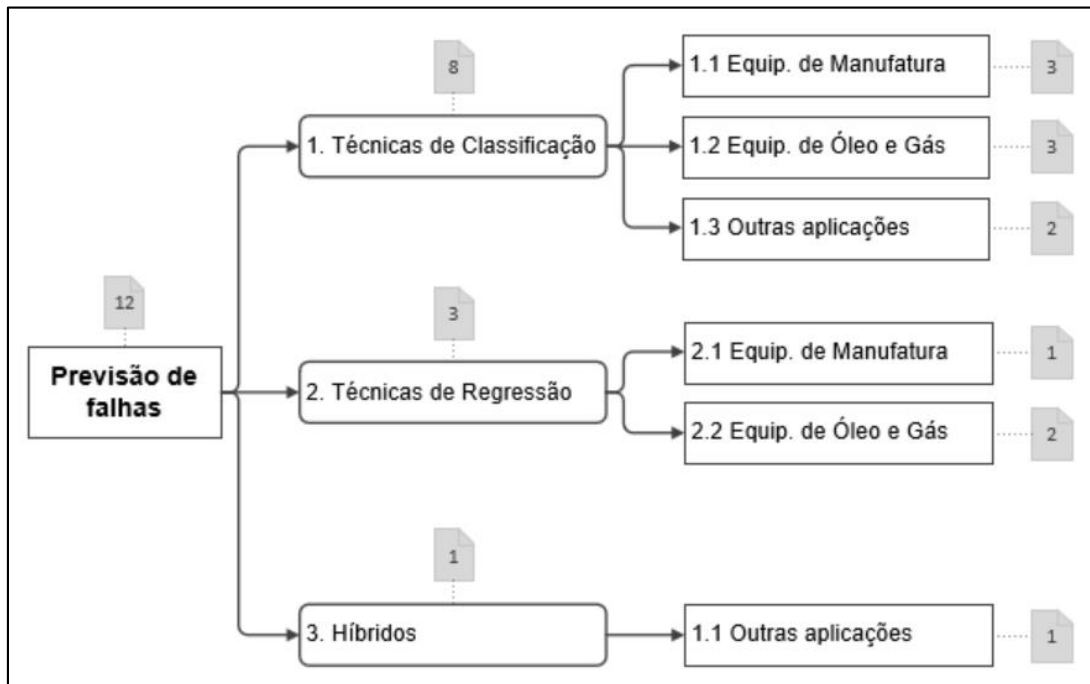 8
1.1 Equip. de Manufatura
3
1. Técnicas de Classificação
1.2 Equip. de Óleo e Gás
3
1.3 Outras aplicações
2
12
Previsão de
falhas
3
2.1 Equip. de Manufatura
1
2. Técnicas de Regressão
2.2 Equip. de Óleo e Gás
2
1
3. Híbridos
1.1 Outras aplicações
1